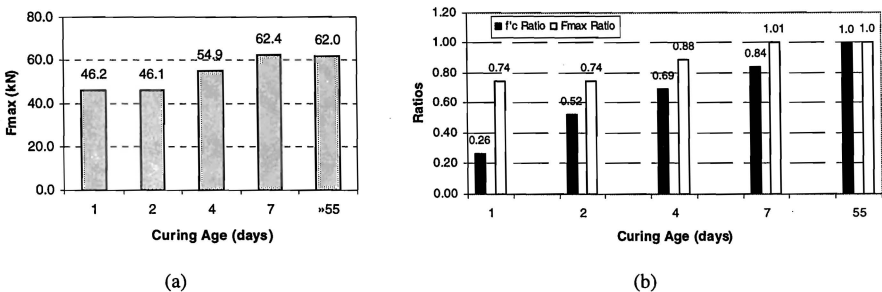 80.0
60.0
40.0
20.0
0.0
Fmax (kN)
46.2
46.1
54.9
62.4
62.0
1 2 4 7 »55
Curing Age (days)
(a)
1.20
1.00
0.80
0.60
0.40
0.20
0.00
Ratios
f'c Ratio Fmax Ratio
0.26
0.74
0.52
0.74
0.69
0.88
0.84
1.01
1.0 1.0
1 2 4 7 55
Curing Age (days)
(b)